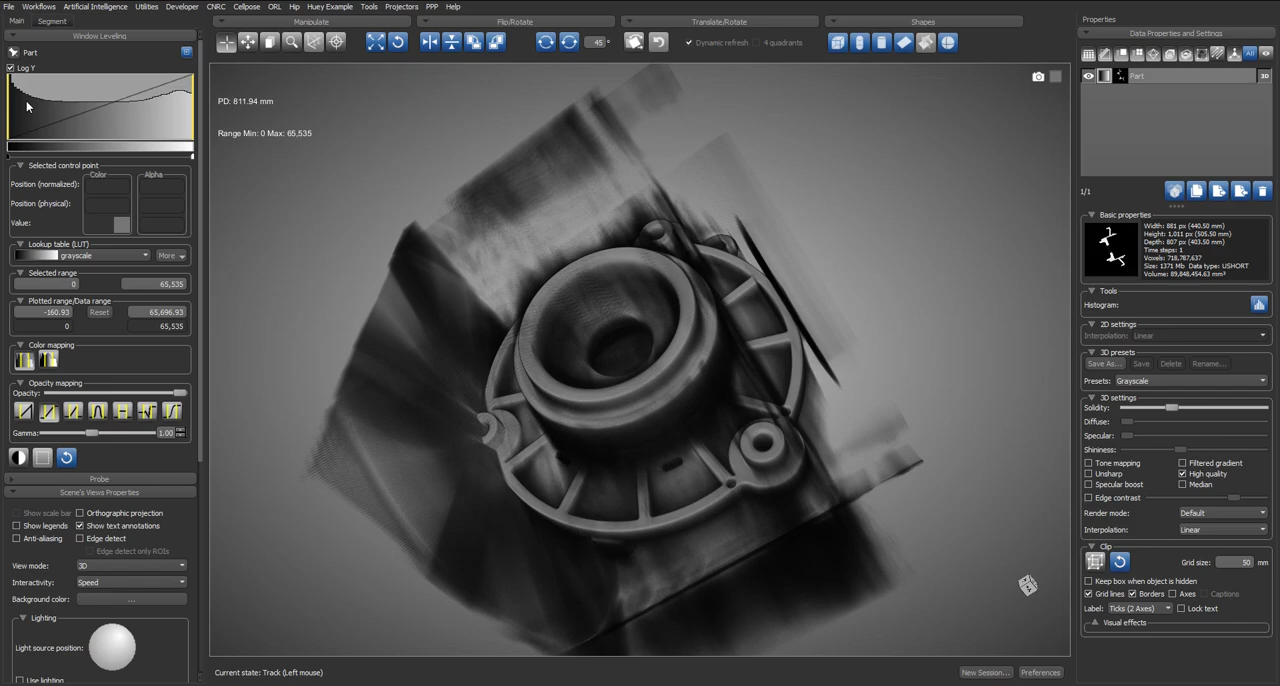 File Workflows Artificial Intelligence Utilities Developer CNRC Cellpose ORL Hip Huey Example Tools Projectors PPP Help
Main Segment
Window Leveling
Part
Log Y
Selected control point
Color Alpha
Position (normalized):
Position (physical):
Value:
Lookup table (LUT)
grayscale More
Selected range
0 65,535
Plotted range/Data range
-160.93 Reset 65,696.93
0 65,535
Color mapping
Opacity mapping
Opacity:
Gamma: 1.00
Probe
Scene's Views Properties
Show scale bar Orthographic projection
Show legends Show text annotations
Anti-aliasing Edge detect
Edge detect only ROIs
View mode: 3D
Interactivity: Speed
Background color: ...
Lighting
Light source position:
Use lighting
Manipulate Flip/Rotate Translate/Rotate Shapes
45 °
Dynamic refresh 4 quadrants
PD: 811.94 mm
Range Min: 0 Max: 65,535
Current state: Track (Left mouse)
New Session... Preferences
Properties
Data Properties and Settings
All
Part 3D
1/1
Basic properties
Width: 881 px (440.50 mm)
Height: 1,011 px (505.50 mm)
Depth: 807 px (403.50 mm)
Time steps: 1
Voxels: 718,787,637
Size: 1371 Mb Data type: USHORT
Volume: 89,848,454.63 mm³
Tools
Histogram:
2D settings
Interpolation: Linear
3D presets
Save As... Save Delete Rename...
Presets: Grayscale
3D settings
Solidity:
Diffuse:
Specular:
Shininess:
Tone mapping Filtered gradient
Unsharp High quality
Specular boost Median
Edge contrast
Render mode: Default
Interpolation: Linear
Clip
Grid size: 50 mm
Keep box when object is hidden
Grid lines Borders Axes Captions
Label: Ticks (2 Axes) Lock text
Visual effects